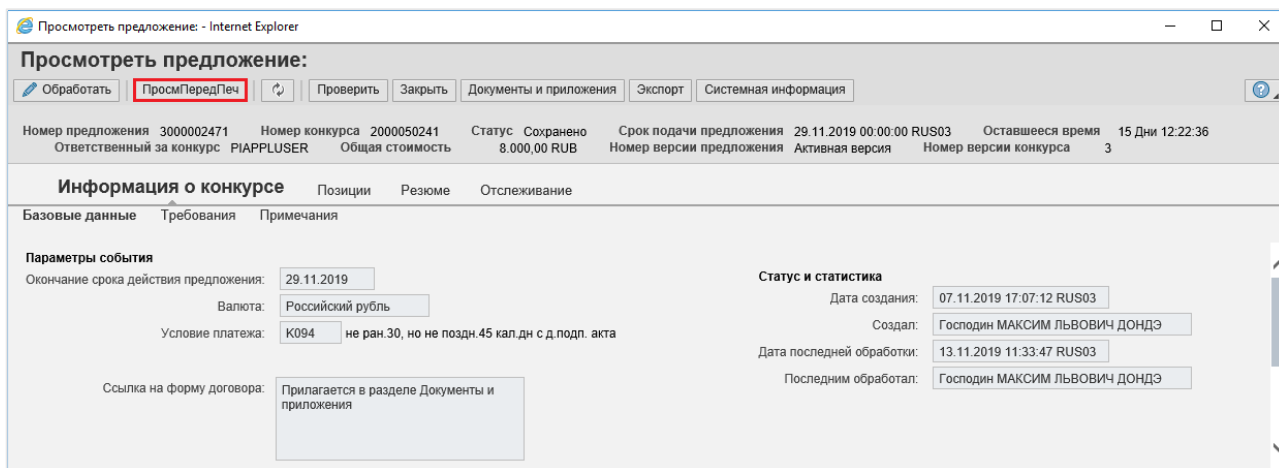 Просмотреть предложение: - Internet Explorer
Просмотреть предложение:
Обработать ПросмПередПеч Проверить Закрыть Документы и приложения Экспорт Системная информация
Номер предложения 3000002471 Номер конкурса 2000050241 Статус Сохранено Срок подачи предложения 29.11.2019 00:00:00 RUS03 Оставшееся время 15 Дни 12:22:36
Ответственный за конкурс PIAPPLUSER Общая стоимость 8.000,00 RUB Номер версии предложения Активная версия Номер версии конкурса 3
Информация о конкурсе Позиции Резюме Отслеживание
Базовые данные Требования Примечания
Параметры события
Окончание срока действия предложения: 29.11.2019
Валюта: Российский рубль
Условие платежа: K094 не ран.30, но не поздн.45 кал.дн с д.подп. акта
Ссылка на форму договора: Прилагается в разделе Документы и
приложения
Статус и статистика
Дата создания: 07.11.2019 17:07:12 RUS03
Создал: Господин МАКСИМ ЛЬВОВИЧ ДОНДЭ
Дата последней обработки: 13.11.2019 11:33:47 RUS03
Последним обработал: Господин МАКСИМ ЛЬВОВИЧ ДОНДЭ